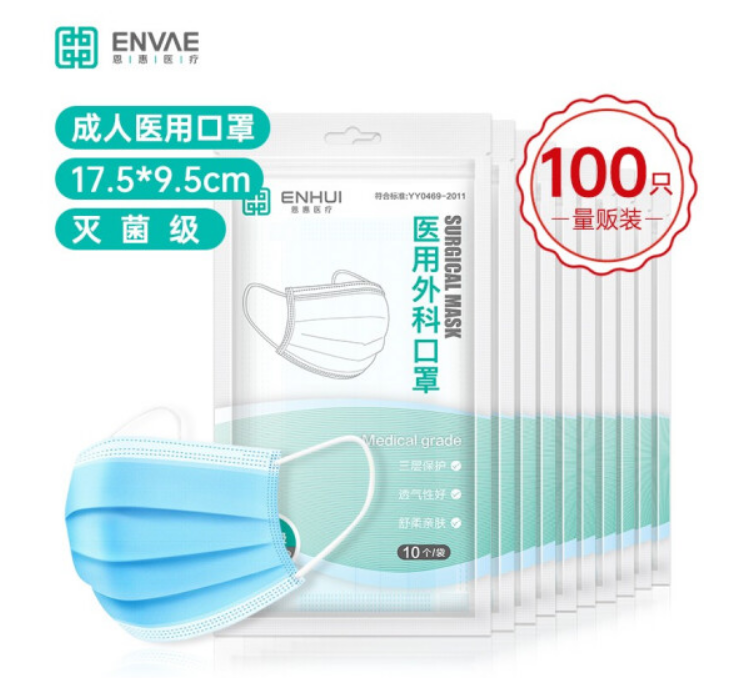 ENVAE
恩惠医疗
成人医用口罩
17.5*9.5cm
灭菌级
100只
量贩装
ENHUI
恩惠医疗
符合标准:YY0469-2011
医用外科口罩
SURGICAL MASK
Medical grade
三层保护
透气性好
舒柔亲肤
10个/袋